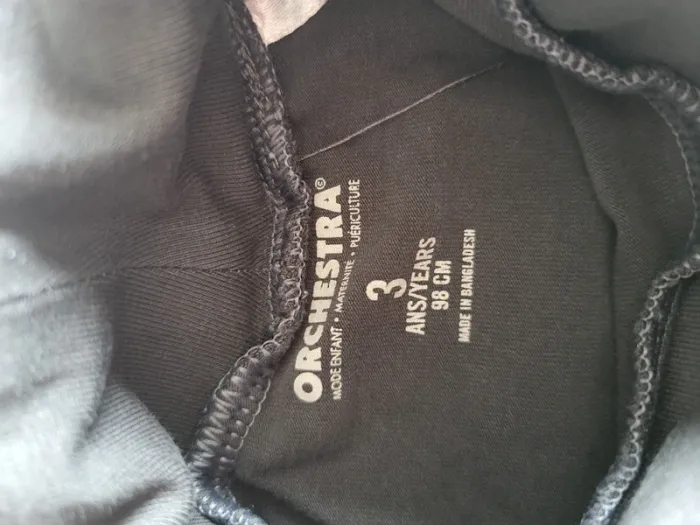 ORCHESTRA©
MODE ENFANT • MATERNITÉ • PUÉRICULTURE
3
ANS/YEARS
98 CM
MADE IN BANGLADESH